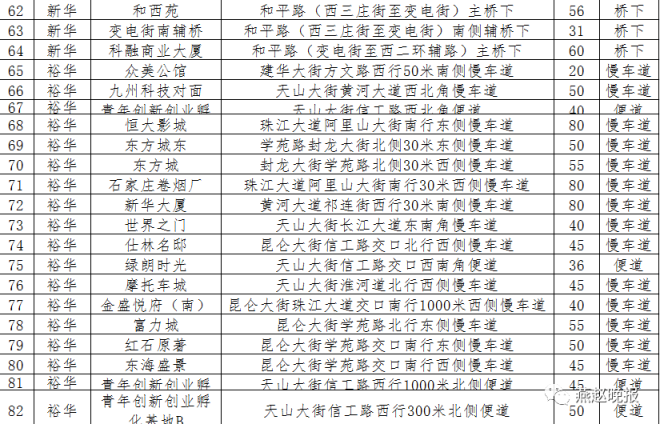 62 新华 和西苑 和平路（西三庄街至变电街）主桥下 56 桥下
63 新华 变电街南辅桥 和平路（西三庄街至变电街）南侧辅桥下 31 桥下
64 新华 科融商业大厦 和平路（变电街至西二环辅路）主桥下 60 桥下
65 裕华 众美公馆 建华大街方文路西行50米南侧慢车道 20 慢车道
66 裕华 九州科技对面 天山大街黄河大道西北角慢车道 50 慢车道
67 裕华 青年创新创业孵 天山大街信工路西北角便道 40 便道
68 裕华 恒大影城 珠江大道阿里山大街南行东侧慢车道 80 慢车道
69 裕华 东方城东 学苑路封龙大街北侧30米东侧慢车道 50 慢车道
70 裕华 东方城 封龙大街学苑路北侧30米西侧慢车道 55 慢车道
71 裕华 石家庄卷烟厂 珠江大道阿里山大街南行30米西侧慢车道 80 慢车道
72 裕华 新华大厦 黄河大道祁连街西行30米南侧慢车道 80 慢车道
73 裕华 世界之门 天山大街长江大道东南角慢车道 40 慢车道
74 裕华 仕林名邸 昆仑大街信工路交口北行西侧慢车道 45 慢车道
75 裕华 绿朗时光 天山大街信工路交口西南角便道 36 便道
76 裕华 摩托车城 天山大街淮河道北行西侧慢车道 45 慢车道
77 裕华 金盛悦府（南） 昆仑大街珠江大道交口南行1000米西侧慢车道 40 慢车道
78 裕华 富力城 昆仑大街学苑路北行东侧慢车道 55 慢车道
79 裕华 红石原著 昆仑大街学苑路交口南行东侧慢车道 50 慢车道
80 裕华 东海盛景 昆仑大街学苑路交口南行东侧慢车道 45 慢车道
81 裕华 青年创新创业孵 天山大街信工路西行1000米北侧便道 45 便道
82 裕华 青年创新创业孵 天山大街信工路西行300米北侧便道 50 便道
化基地B
燕赵晚报